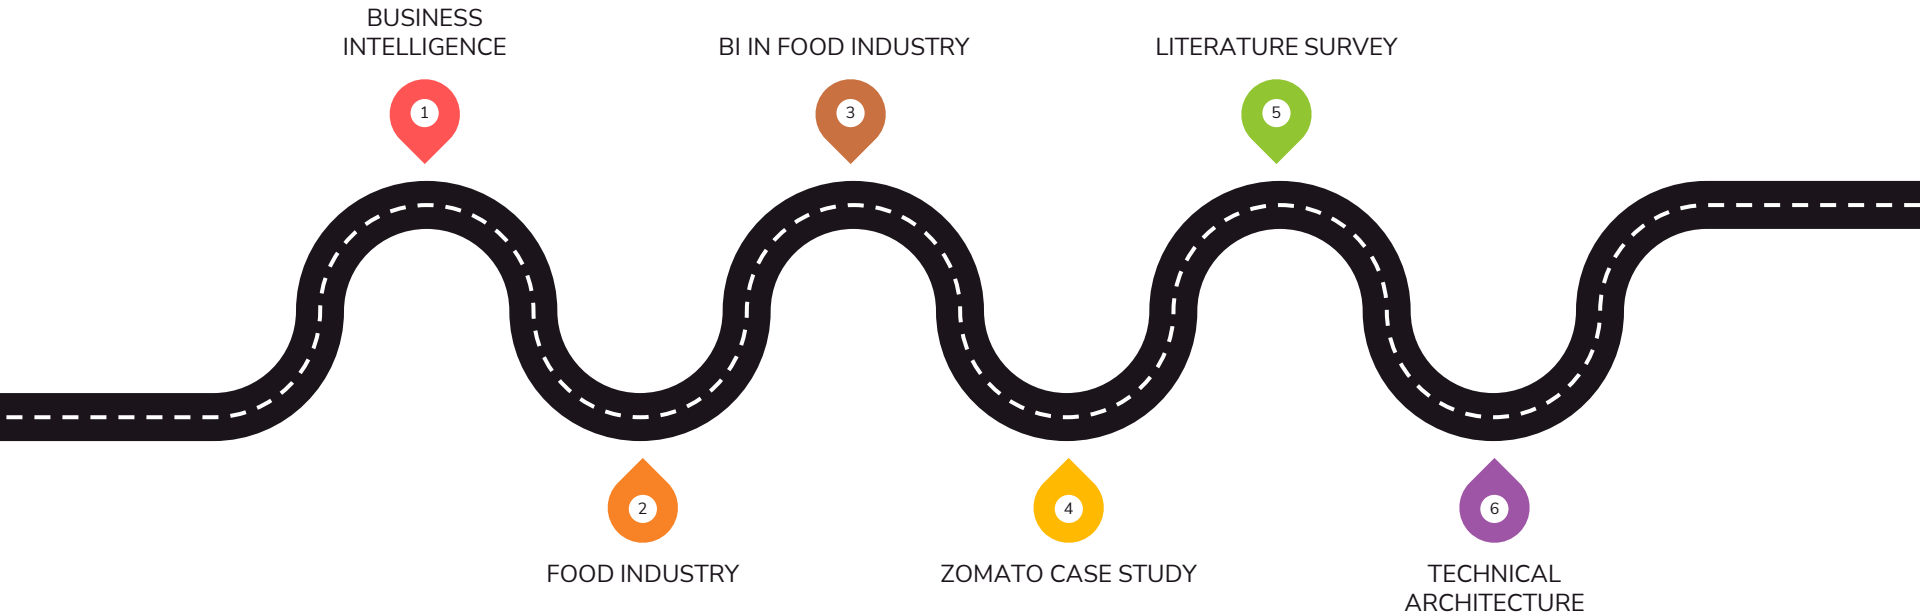 BUSINESS
INTELLIGENCE
1
FOOD INDUSTRY
2
BI IN FOOD INDUSTRY
3
ZOMATO CASE STUDY
4
LITERATURE SURVEY
5
TECHNICAL
ARCHITECTURE
6